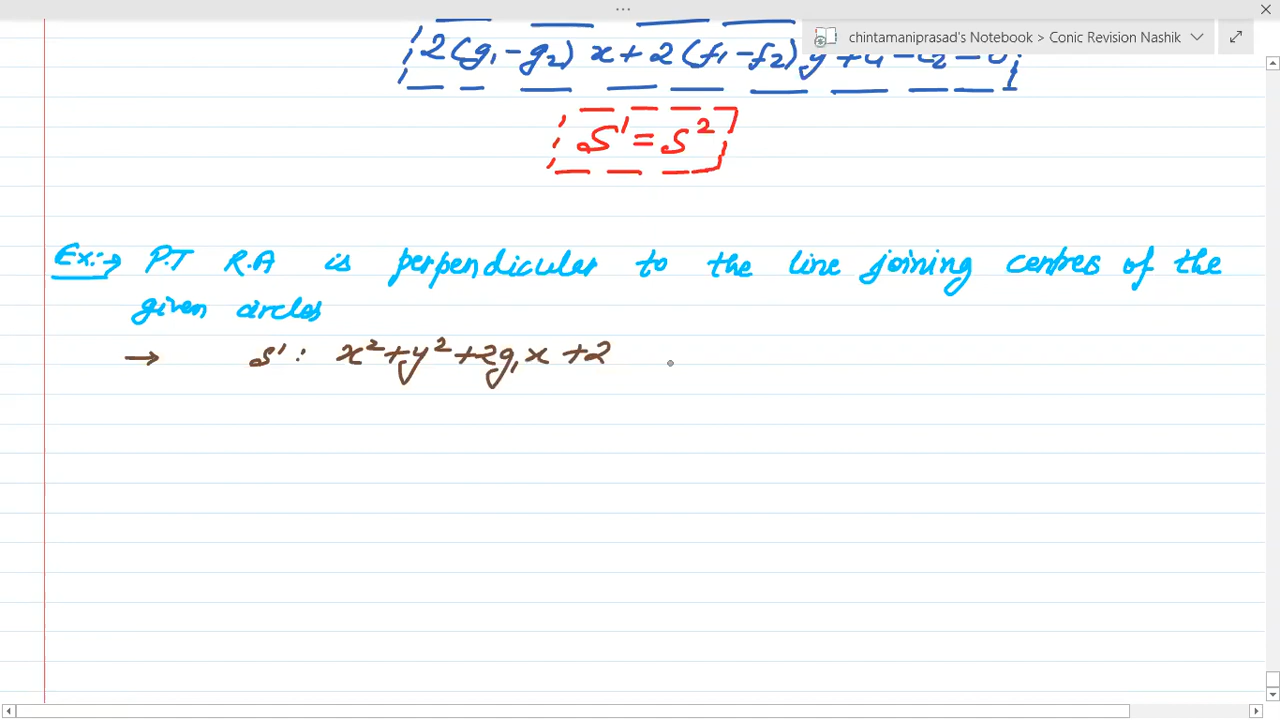 ...
chintamaniprasad's Notebook > Conic Revision Nashik
2(g₁-g₂) x+2(f₁-f₂)y+
S¹=S²
Ex:→ P.T R.A is perpendicular to the line joining centres of the
given circles
→ S¹: x²+y²+2g₁x+2